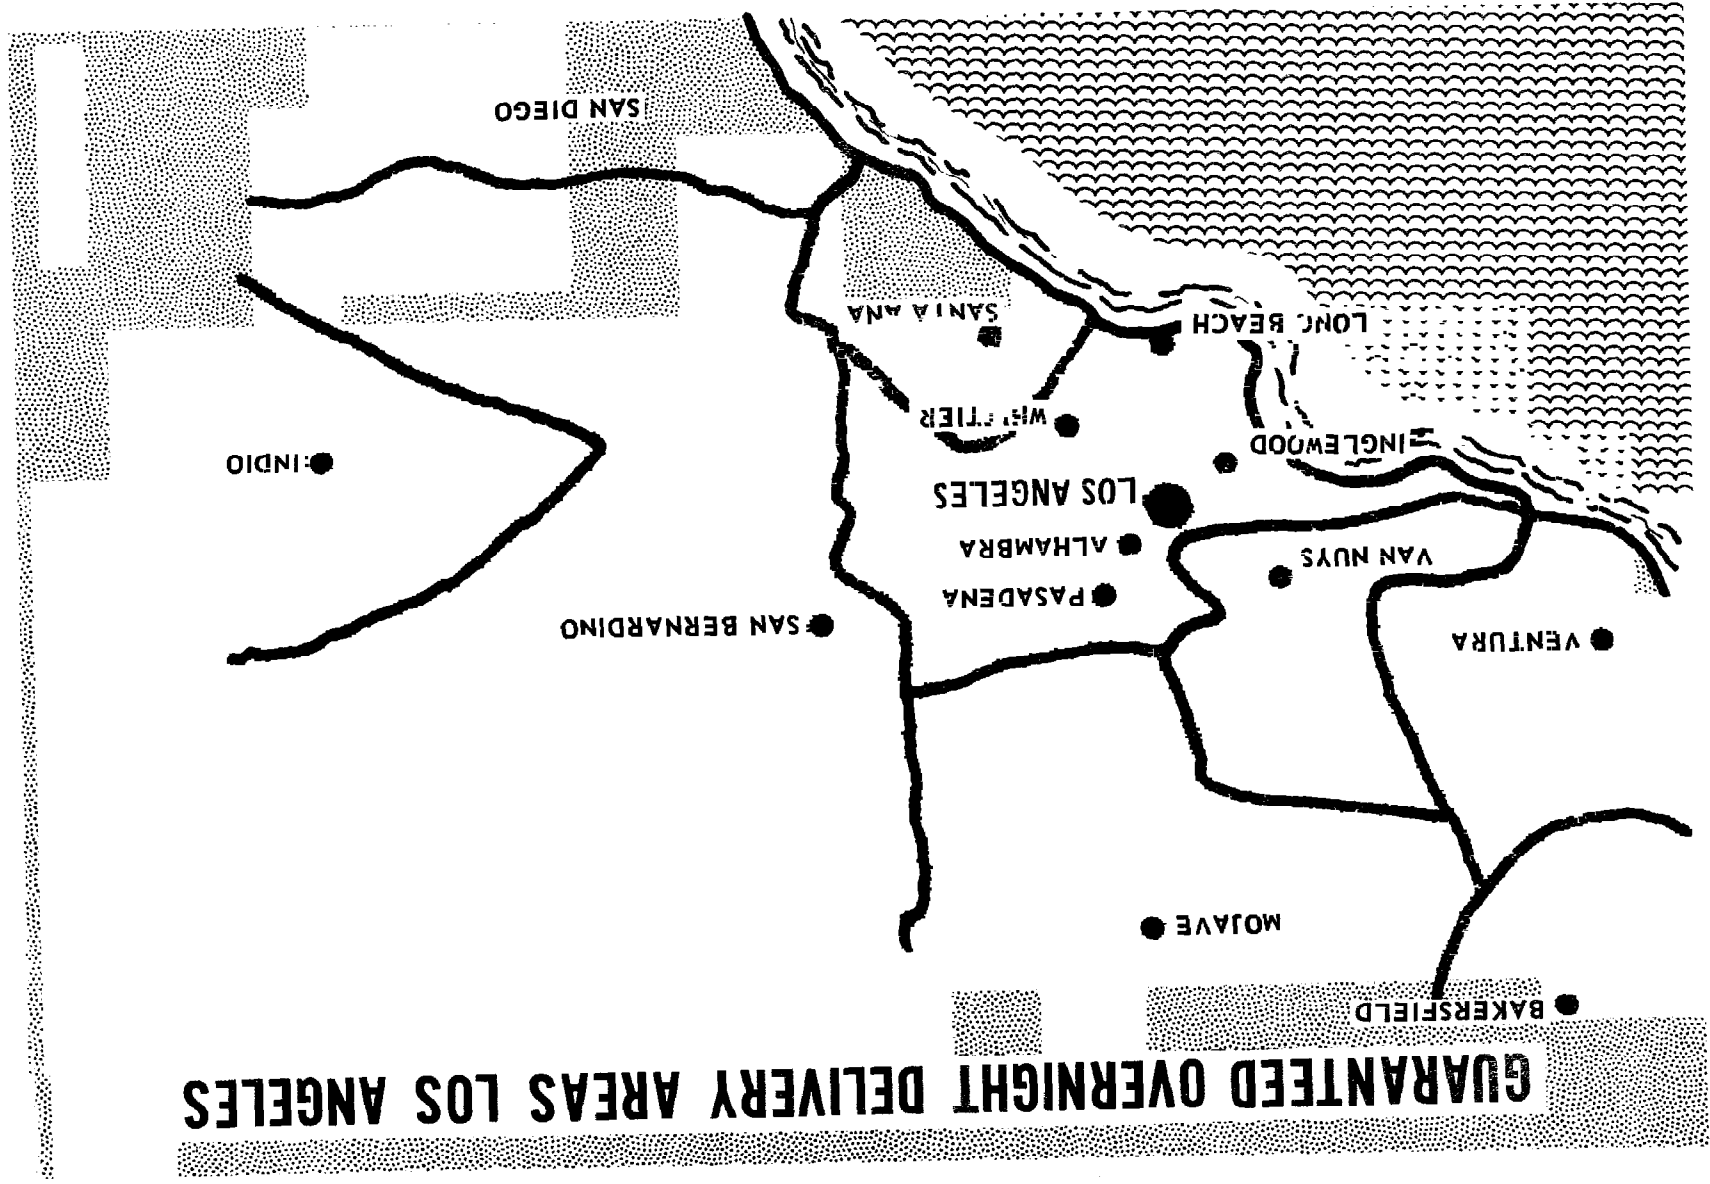 GUARANTEED OVERNIGHT DELIVERY AREAS LOS ANGELES
BAKERSFIELD
MOJAVE
VENTURA
SAN BERNARDINO
PASADENA
VAN NUYS
ALHAMBRA
LOS ANGELES
INDIO
INGLEWOOD
WHITTIER
LONG BEACH
SANTA ANA
SAN DIEGO